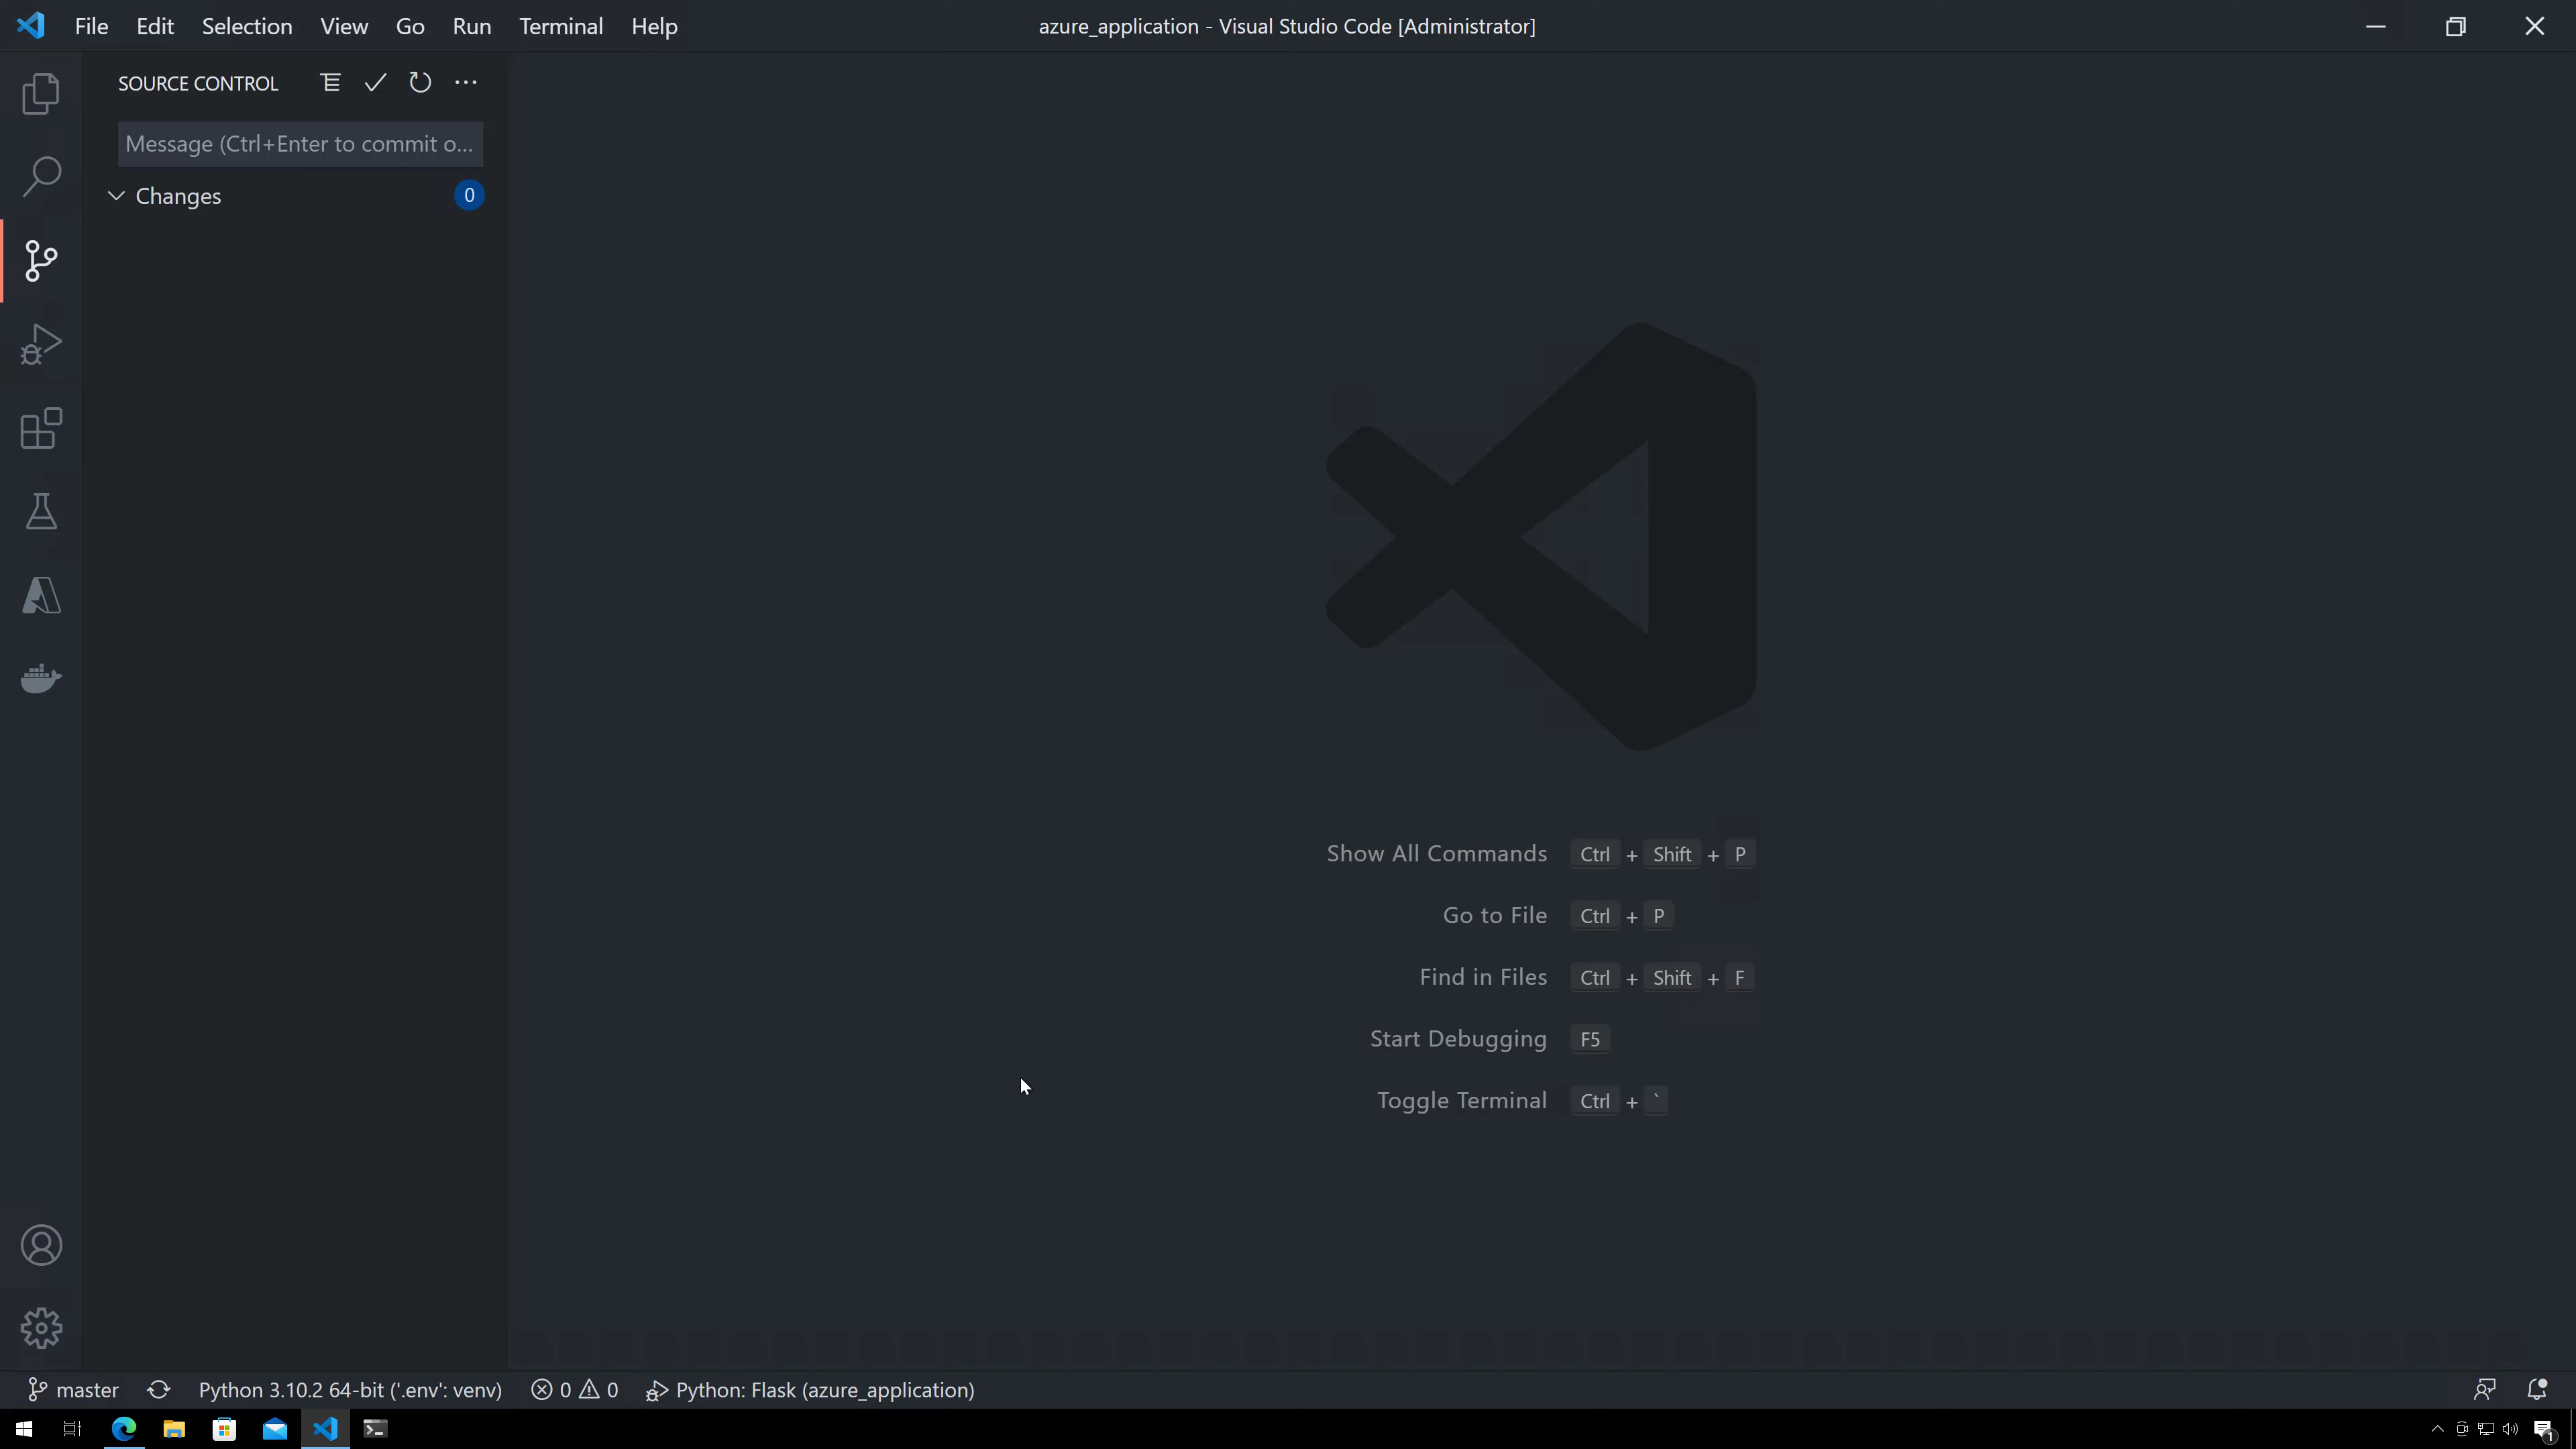 File Edit Selection View Go Run Terminal Help azure_application - Visual Studio Code [Administrator]
SOURCE CONTROL
Message (Ctrl+Enter to commit o...
Changes 0
Show All Commands Ctrl + Shift + P
Go to File Ctrl + P
Find in Files Ctrl + Shift + F
Start Debugging F5
Toggle Terminal Ctrl + `
master Python 3.10.2 64-bit ('.env': venv) 0 0 Python: Flask (azure_application)
1